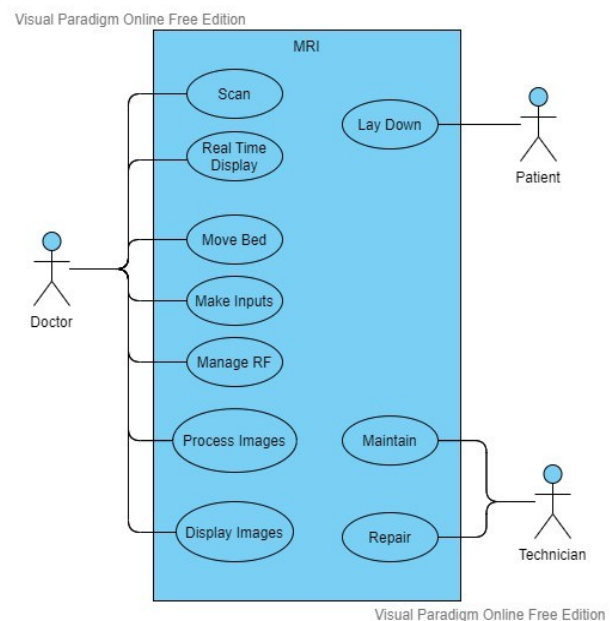 Visual Paradigm Online Free Edition
MRI
Scan
Lay Down
Real Time
Display
Patient
Move Bed
Doctor
Make Inputs
Manage RF
Process Images
Maintain
Display Images
Repair
Technician
Visual Paradigm Online Free Edition